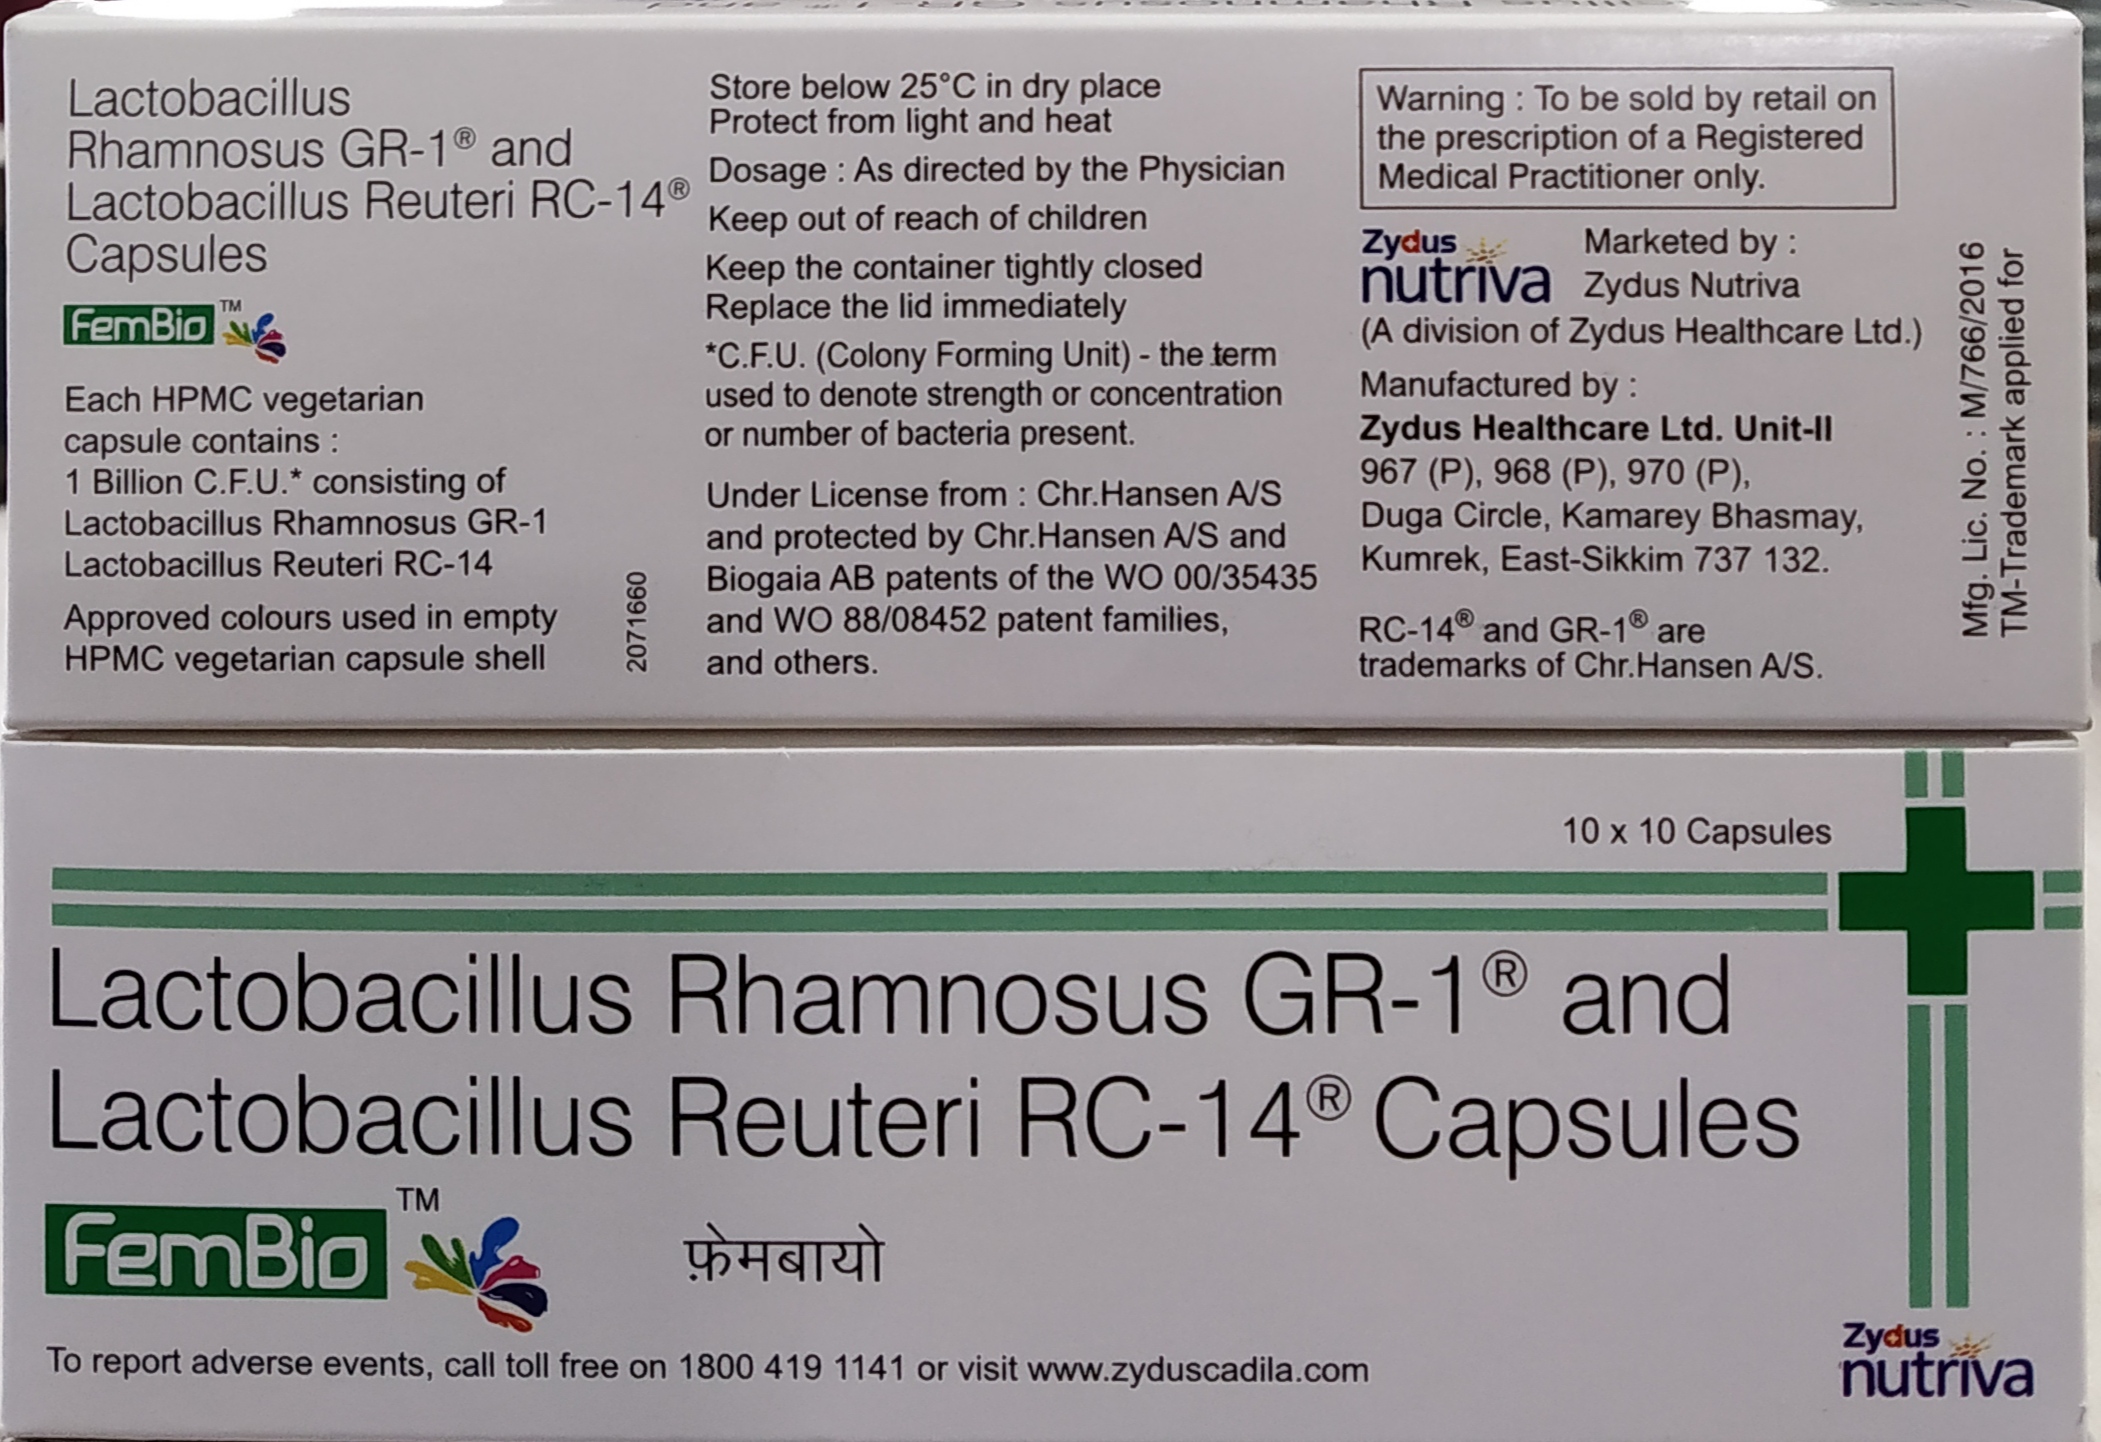 Lactobacillus
Rhamnosus GR-1® and
Lactobacillus Reuteri RC-14®
Capsules
FemBio™
Each HPMC vegetarian
capsule contains :
1 Billion C.F.U.* consisting of
Lactobacillus Rhamnosus GR-1
Lactobacillus Reuteri RC-14
Approved colours used in empty
HPMC vegetarian capsule shell
2071660
Store below 25°C in dry place
Protect from light and heat
Dosage : As directed by the Physician
Keep out of reach of children
Keep the container tightly closed
Replace the lid immediately
*C.F.U. (Colony Forming Unit) - the term
used to denote strength or concentration
or number of bacteria present.
Under License from : Chr.Hansen A/S
and protected by Chr.Hansen A/S and
Biogaia AB patents of the WO 00/35435
and WO 88/08452 patent families,
and others.
Warning : To be sold by retail on
the prescription of a Registered
Medical Practitioner only.
Zydus
nutriva
Marketed by :
Zydus Nutriva
(A division of Zydus Healthcare Ltd.)
Manufactured by :
Zydus Healthcare Ltd. Unit-II
967 (P), 968 (P), 970 (P),
Duga Circle, Kamarey Bhasmay,
Kumrek, East-Sikkim 737 132.
RC-14® and GR-1® are
trademarks of Chr.Hansen A/S.
Mfg. Lic. No. : M/766/2016
TM-Trademark applied for
10 x 10 Capsules
Lactobacillus Rhamnosus GR-1® and
Lactobacillus Reuteri RC-14® Capsules
FemBio™
फ़ेमबायो
To report adverse events, call toll free on 1800 419 1141 or visit www.zyduscadila.com
Zydus
nutriva